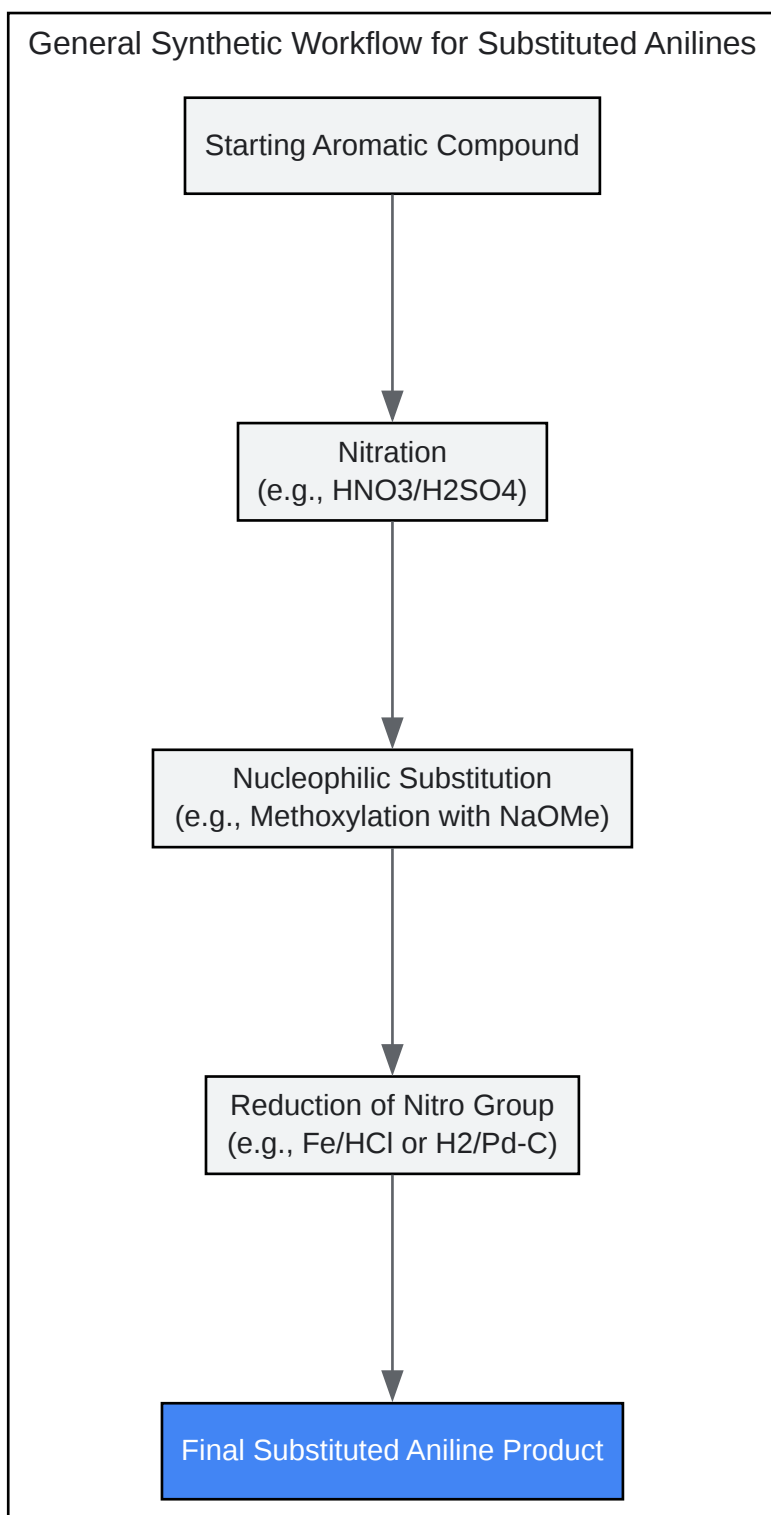 General Synthetic Workflow for Substituted Anilines
Starting Aromatic Compound
Nitration
(e.g., HNO3/H2SO4)
Nucleophilic Substitution
(e.g., Methoxylation with NaOMe)
Reduction of Nitro Group
(e.g., Fe/HCl or H2/Pd-C)
Final Substituted Aniline Product